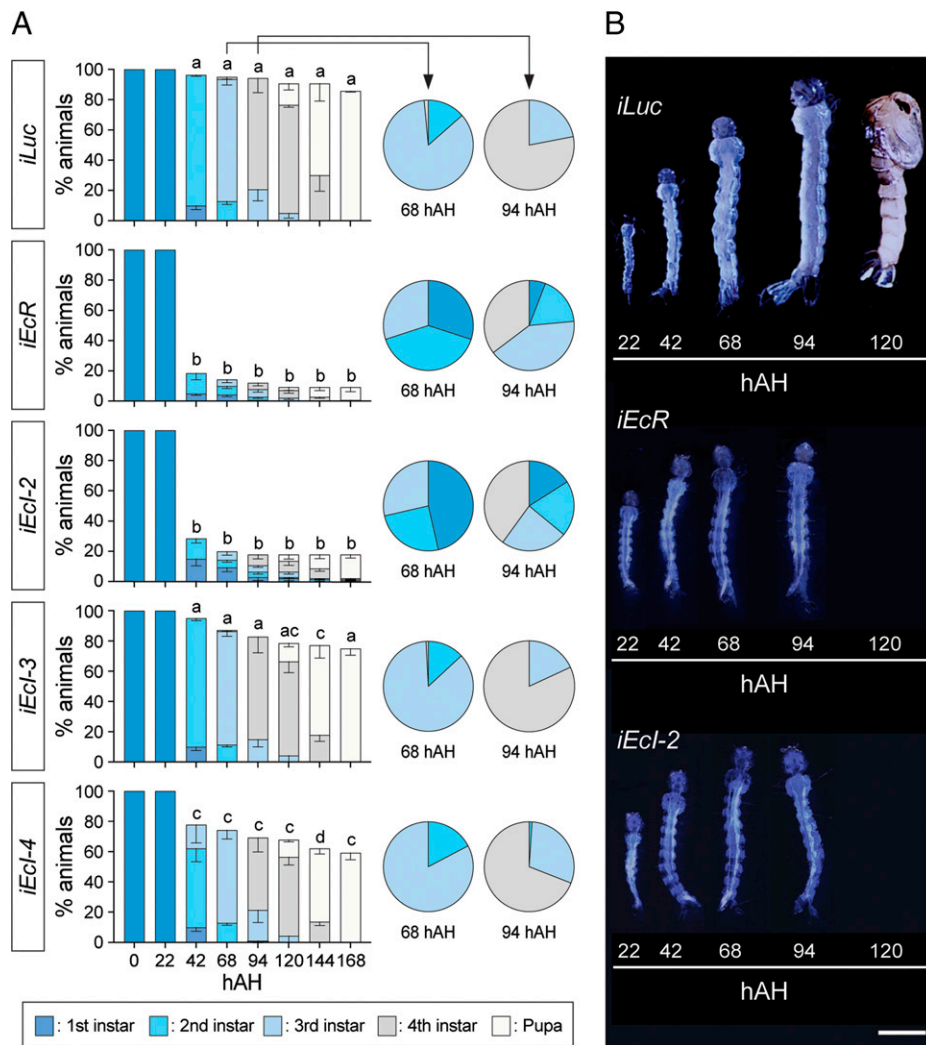 A
iLuc
% animals
100
80
60
40
20
0
a a a a a a
68 hAH
94 hAH
iEcR
% animals
100
80
60
40
20
0
b b b b b b
68 hAH
94 hAH
iEcI-2
% animals
100
80
60
40
20
0
b b b b b b
68 hAH
94 hAH
iEcI-3
% animals
100
80
60
40
20
0
a a a ac c a
68 hAH
94 hAH
iEcI-4
% animals
100
80
60
40
20
0
c c c c d c
68 hAH
94 hAH
0 22 42 68 94 120 144 168
hAH
: 1st instar : 2nd instar : 3rd instar : 4th instar : Pupa
B
iLuc
22 42 68 94 120
hAH
iEcR
22 42 68 94 120
hAH
iEcI-2
22 42 68 94 120
hAH